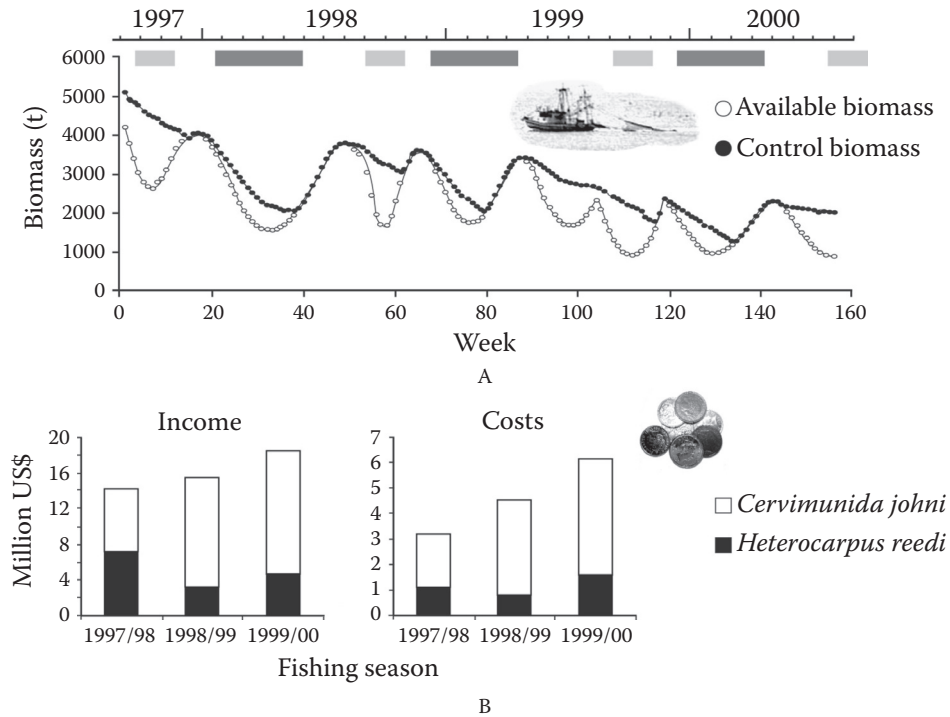 1997 1998 1999 2000
6000
5000
4000
3000
2000
1000
0
Biomass (t)
Available biomass
Control biomass
0 20 40 60 80 100 120 140 160
Week
A
Income
Costs
20
16
12
8
4
0
Million US$
7
6
5
4
3
2
1
0
Cervimunida johni
Heterocarpus reedi
1997/98 1998/99 1999/00 1997/98 1998/99 1999/00
Fishing season
B